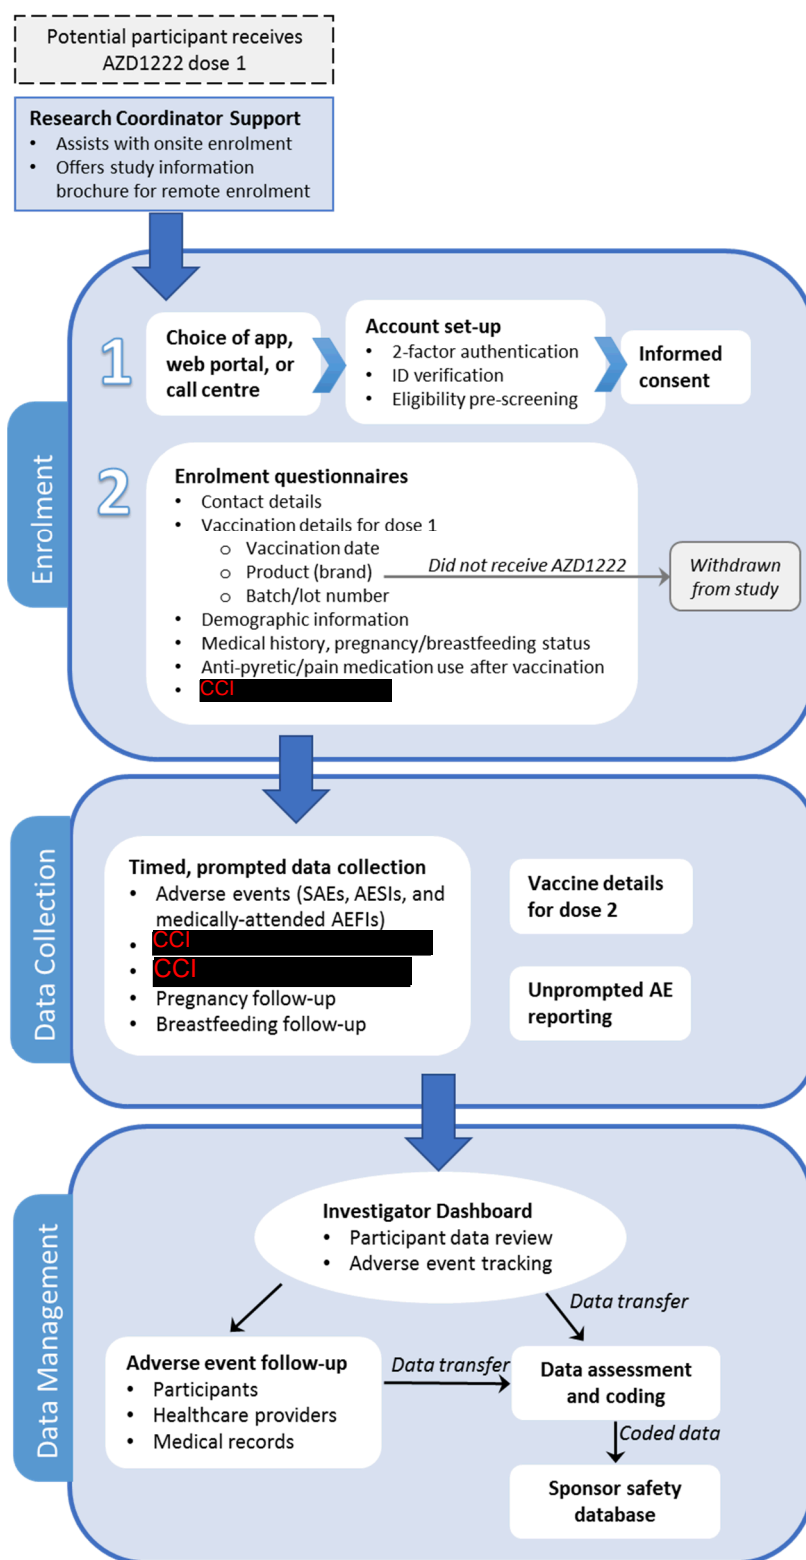 Potential participant receives
AZD1222 dose 1
Research Coordinator Support
• Assists with onsite enrolment
• Offers study information
brochure for remote enrolment
Enrolment
1
Choice of app,
web portal, or
call centre
Account set-up
• 2-factor authentication
• ID verification
• Eligibility pre-screening
Informed
consent
2
Enrolment questionnaires
• Contact details
• Vaccination details for dose 1
o Vaccination date
o Product (brand)
o Batch/lot number
• Demographic information
• Medical history, pregnancy/breastfeeding status
• Anti-pyretic/pain medication use after vaccination
• CCI
Did not receive AZD1222
Withdrawn
from study
Data Collection
Timed, prompted data collection
• Adverse events (SAEs, AESIs, and
medically-attended AEFIs)
• CCI
• CCI
• Pregnancy follow-up
• Breastfeeding follow-up
Vaccine details
for dose 2
Unprompted AE
reporting
Data Management
Investigator Dashboard
• Participant data review
• Adverse event tracking
Data transfer
Adverse event follow-up
• Participants
• Healthcare providers
• Medical records
Data transfer
Data assessment
and coding
Coded data
Sponsor safety
database